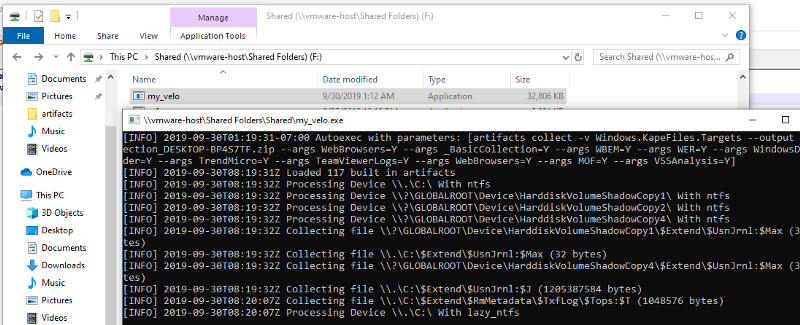 Manage
Shared (\\vmware-host\Shared Folders) (F:)
File
Home
Share
View
Application Tools
This PC
Shared (\\vmware-host\Shared Folders) (F:)
Search Shared (\\vmware-hos...
Documents
Pictures
artifacts
Music
Videos
OneDrive
This PC
3D Objects
Desktop
Documents
Downloads
Music
Pictures
Videos
Name
Date modified
Type
Size
my_velo
9/30/2019 1:12 AM
Application
32,806 KB
\\vmware-host\Shared Folders\Shared\my_velo.exe
[INFO] 2019-09-30T01:19:31-07:00 Autoexec with parameters: [artifacts collect -v Windows.KapeFiles.Targets --output
ection_DESKTOP-BP457TF.zip --args WebBrowsers=Y --args _BasicCollection=Y --args WBEM=Y --args WER=Y --args WindowsD
der=Y --args TrendMicro=Y --args TeamViewerLogs=Y --args WebBrowsers=Y --args MOF=Y --args VSSAnalysis=Y]
[INFO] 2019-09-30T08:19:31Z Loaded 117 built in artifacts
[INFO] 2019-09-30T08:19:32Z Processing Device \\.\C:\ With ntfs
[INFO] 2019-09-30T08:19:32Z Processing Device \\?\GLOBALROOT\Device\HarddiskVolumeShadowCopy1\ With ntfs
[INFO] 2019-09-30T08:19:32Z Processing Device \\?\GLOBALROOT\Device\HarddiskVolumeShadowCopy2\ With ntfs
[INFO] 2019-09-30T08:19:32Z Processing Device \\?\GLOBALROOT\Device\HarddiskVolumeShadowCopy4\ With ntfs
[INFO] 2019-09-30T08:19:32Z Collecting file \\?\GLOBALROOT\Device\HarddiskVolumeShadowCopy1\$Extend\$UsnJrnl:$Max (3
tes)
[INFO] 2019-09-30T08:19:32Z Collecting file \\.\C:\$Extend\$UsnJrnl:$Max (32 bytes)
[INFO] 2019-09-30T08:19:32Z Collecting file \\?\GLOBALROOT\Device\HarddiskVolumeShadowCopy4\$Extend\$UsnJrnl:$Max (3
tes)
[INFO] 2019-09-30T08:19:32Z Collecting file \\.\C:\$Extend\$UsnJrnl:$J (1205387584 bytes)
[INFO] 2019-09-30T08:20:07Z Collecting file \\.\C:\$Extend\$RmMetadata\$TxfLog\$Tops:$T (1048576 bytes)
[INFO] 2019-09-30T08:20:07Z Processing Device \\.\C:\ With lazy_ntfs